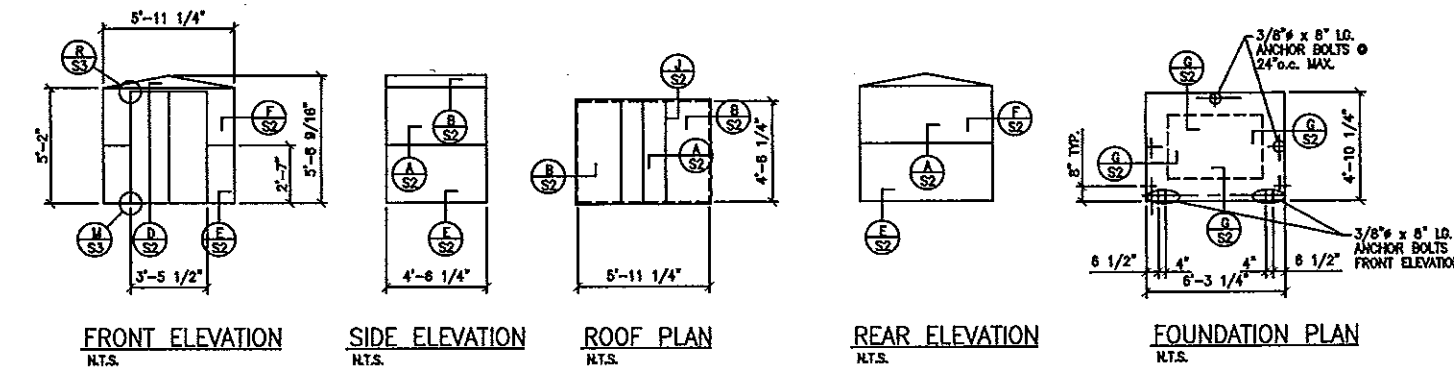 5'-11 1/4"
R
S3
5'-2"
F
S2
2'-7"
5'-8 9/16"
M
S3
D
S2
E
S2
3'-5 1/2"
FRONT ELEVATION
N.T.S.
B
S2
A
S2
E
S2
4'-6 1/4"
SIDE ELEVATION
N.T.S.
J
S2
B
S2
A
S2
B
S2
4'-6 1/4"
5'-11 1/4"
ROOF PLAN
N.T.S.
F
S2
A
S2
E
S2
REAR ELEVATION
N.T.S.
3/8"ø x 8" LG.
ANCHOR BOLTS @
24"o.c. MAX.
G
S2
G
S2
G
S2
G
S2
8" TYP.
4'-10 1/4"
3/8"ø x 8" LG.
ANCHOR BOLTS
FRONT ELEVATION
6 1/2"
4"
4"
6 1/2"
6'-3 1/4"
FOUNDATION PLAN
N.T.S.